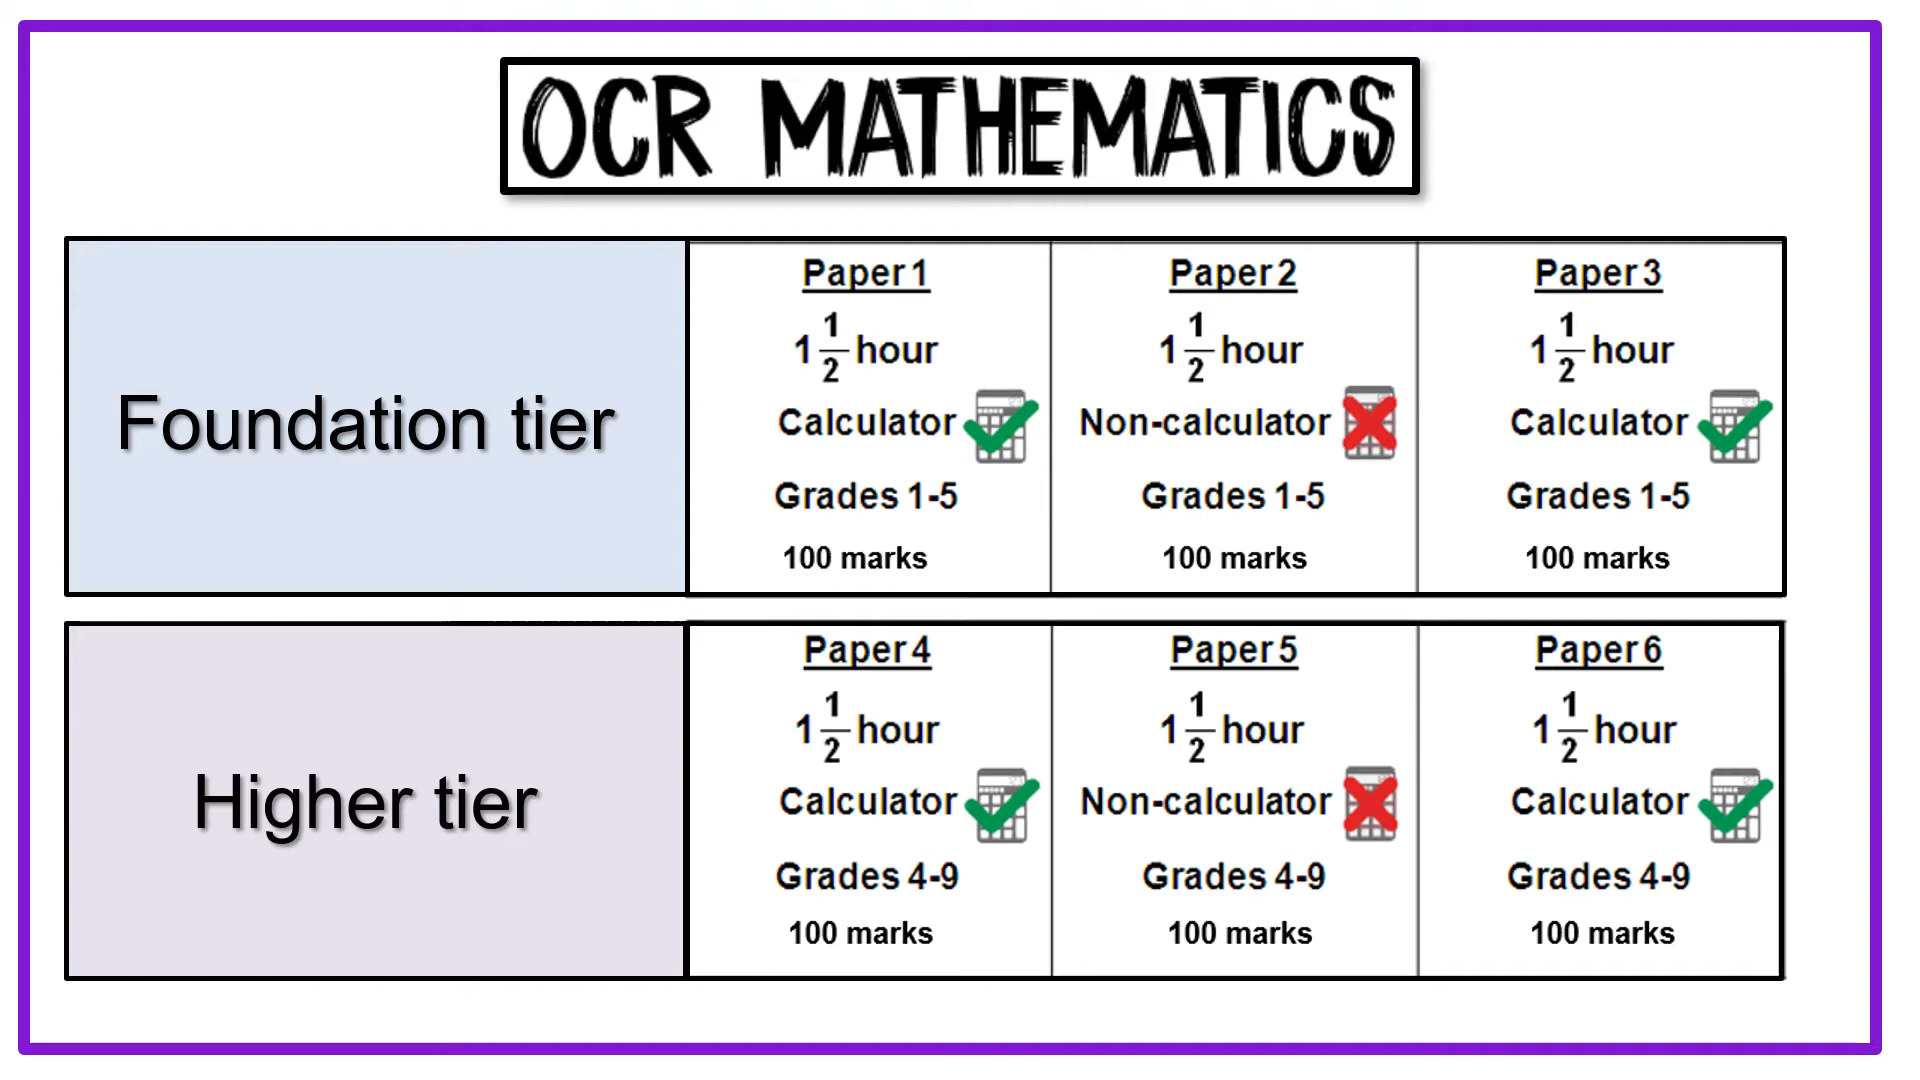 OCR MATHEMATICS
Foundation tier
Paper 1
1 1/2 hour
Calculator
Grades 1-5
100 marks
Paper 2
1 1/2 hour
Non-calculator
Grades 1-5
100 marks
Paper 3
1 1/2 hour
Calculator
Grades 1-5
100 marks
Higher tier
Paper 4
1 1/2 hour
Calculator
Grades 4-9
100 marks
Paper 5
1 1/2 hour
Non-calculator
Grades 4-9
100 marks
Paper 6
1 1/2 hour
Calculator
Grades 4-9
100 marks